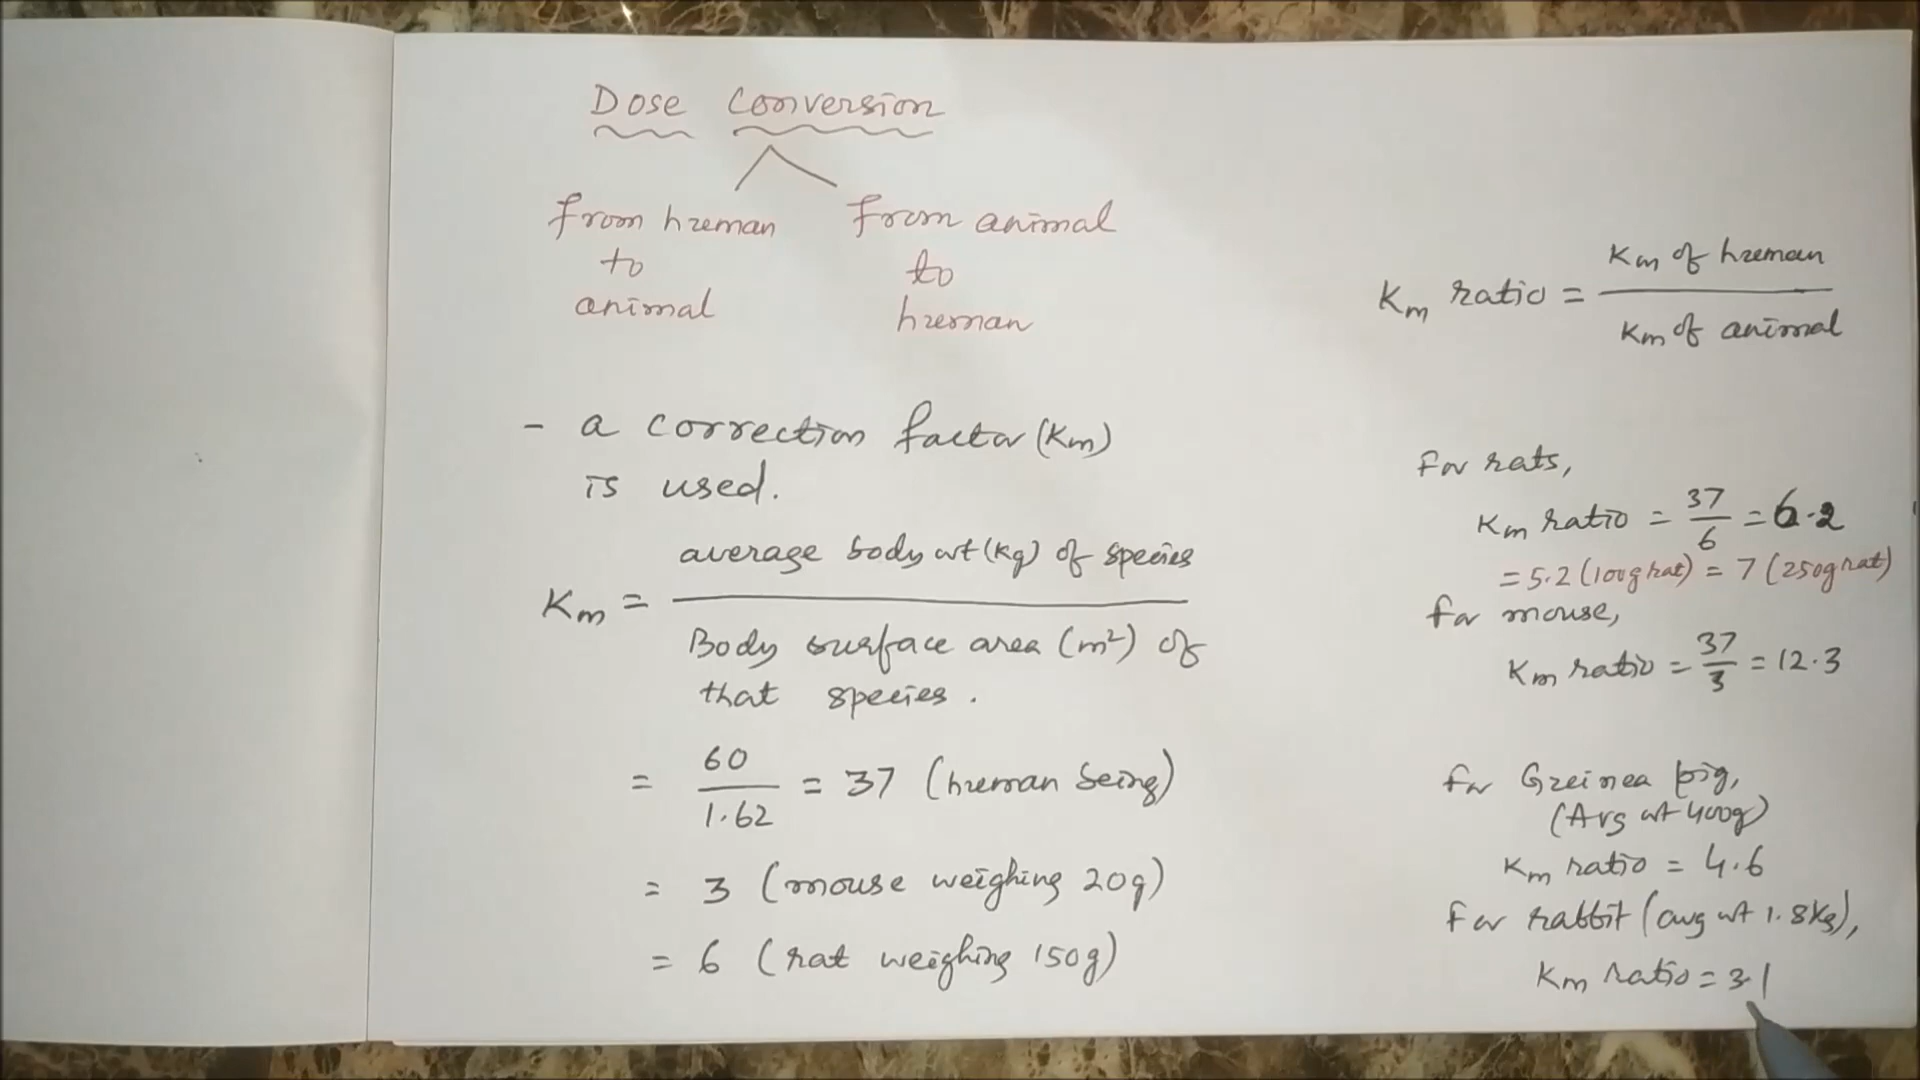 Dose Conversion
From human
to
animal
From animal
to
human
- a correction factor (Km)
is used.
Km = average body wt (Kg) of species
Body surface area (m²) of
that species.
= 60 / 1.62 = 37 (human being)
= 3 (mouse weighing 20g)
= 6 (rat weighing 150g)
Km ratio = Km of human
Km of animal
For rats,
Km ratio = 37 / 6 = 6.2
= 5.2 (100g rat) = 7 (250g rat)
for mouse,
Km ratio = 37 / 3 = 12.3
for Guinea pig,
(Avg wt 400g)
Km ratio = 4.6
For rabbit (avg wt 1.8Kg),
Km ratio = 3.1